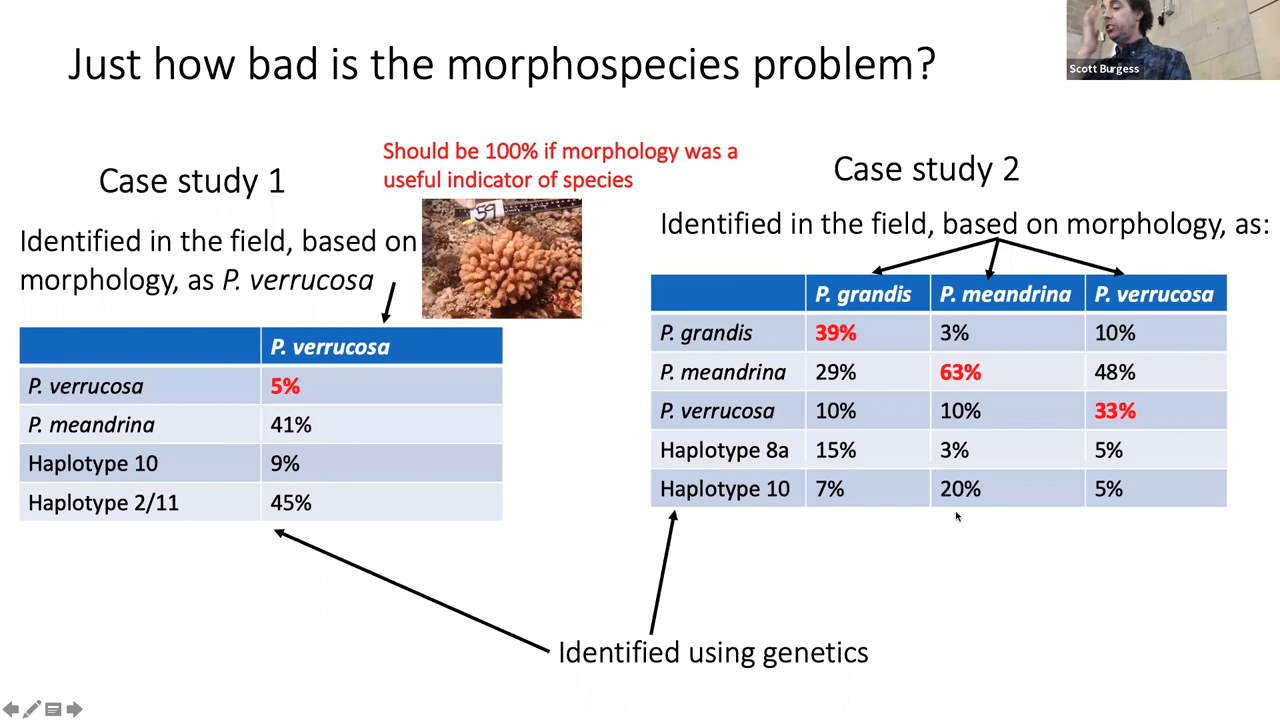 Just how bad is the morphospecies problem?
Scott Burgess
Should be 100% if morphology was a
useful indicator of species
Case study 1
Identified in the field, based on
morphology, as P. verrucosa
59
P. verrucosa
P. verrucosa 5%
P. meandrina 41%
Haplotype 10 9%
Haplotype 2/11 45%
Case study 2
Identified in the field, based on morphology, as:
P. grandis P. meandrina P. verrucosa
P. grandis 39% 3% 10%
P. meandrina 29% 63% 48%
P. verrucosa 10% 10% 33%
Haplotype 8a 15% 3% 5%
Haplotype 10 7% 20% 5%
Identified using genetics